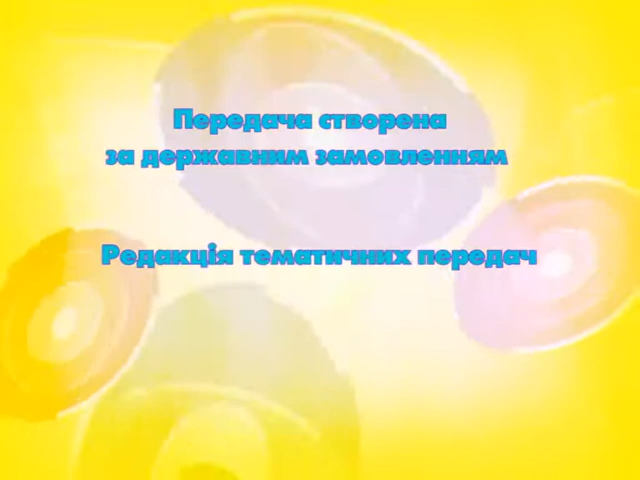 Передача створена
за державним замовленням
Редакція тематичних передач